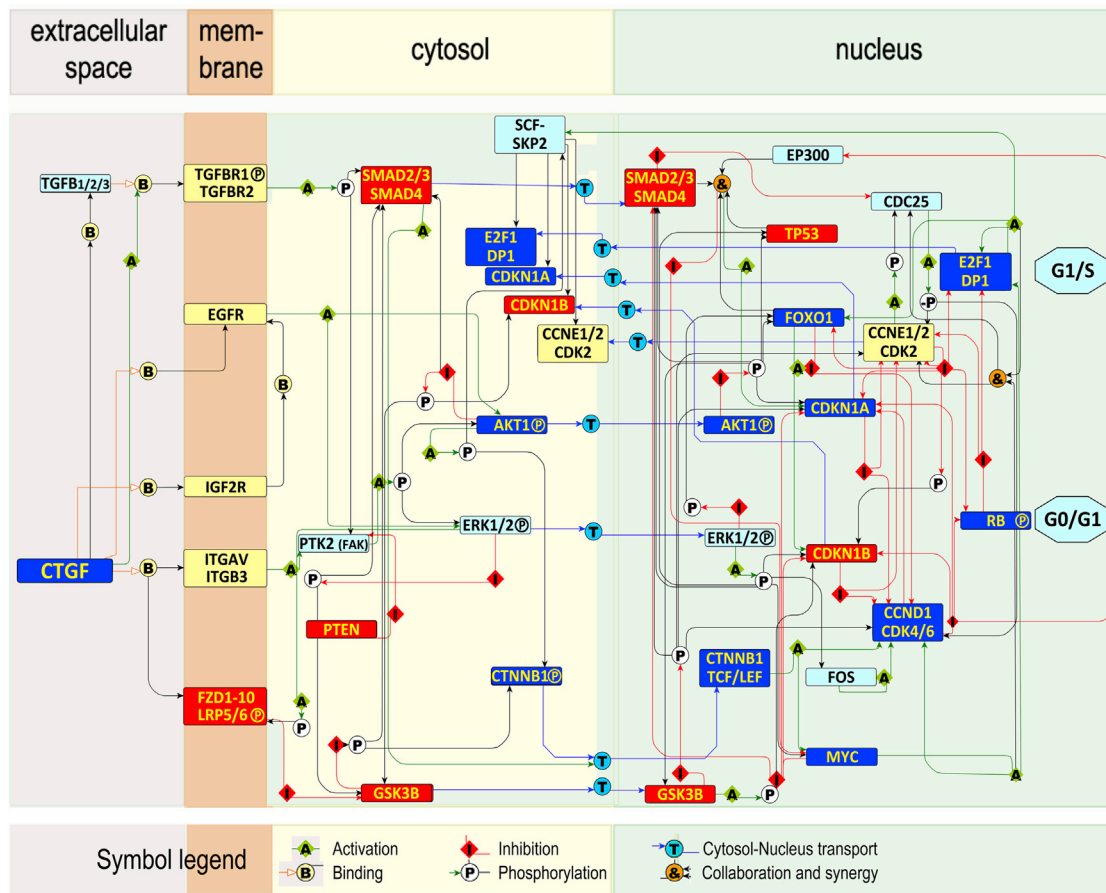 extracellular
space
mem-
brane
cytosol
nucleus
SCF-
SKP2
EP300
I
TGFB1/2/3
B
TGFBR1 P
TGFBR2
A
P
SMAD2/3
SMAD4
T
SMAD2/3
SMAD4
&
CDC25
B
A
A
E2F1
DP1
T
TP53
A
A
E2F1
DP1
G1/S
CDKN1A
T
I
A
P
EGFR
A
CDKN1B
T
FOXO1
A
-P
CCNE1/2
CDK2
T
CCNE1/2
CDK2
B
B
I
P
I
P
A
I
I
&
CDKN1A
AKT1 P
T
AKT1 P
A
P
I
I
B
IGF2R
A
P
P
ERK1/2 P
T
P
I
ERK1/2 P
RB P
G0/G1
PTK2 (FAK)
CTGF
B
ITGAV
ITGB3
A
P
I
A
P
CDKN1B
I
PTEN
I
CCND1
CDK4/6
I
P
A
CTNNB1 P
CTNNB1
TCF/LEF
FOS
A
FZD1-10
LRP5/6 P
A
P
I
P
T
MYC
I
GSK3B
T
GSK3B
I
A
P
I
A
Symbol legend
A Activation
I Inhibition
T Cytosol-Nucleus transport
B Binding
P Phosphorylation
& Collaboration and synergy